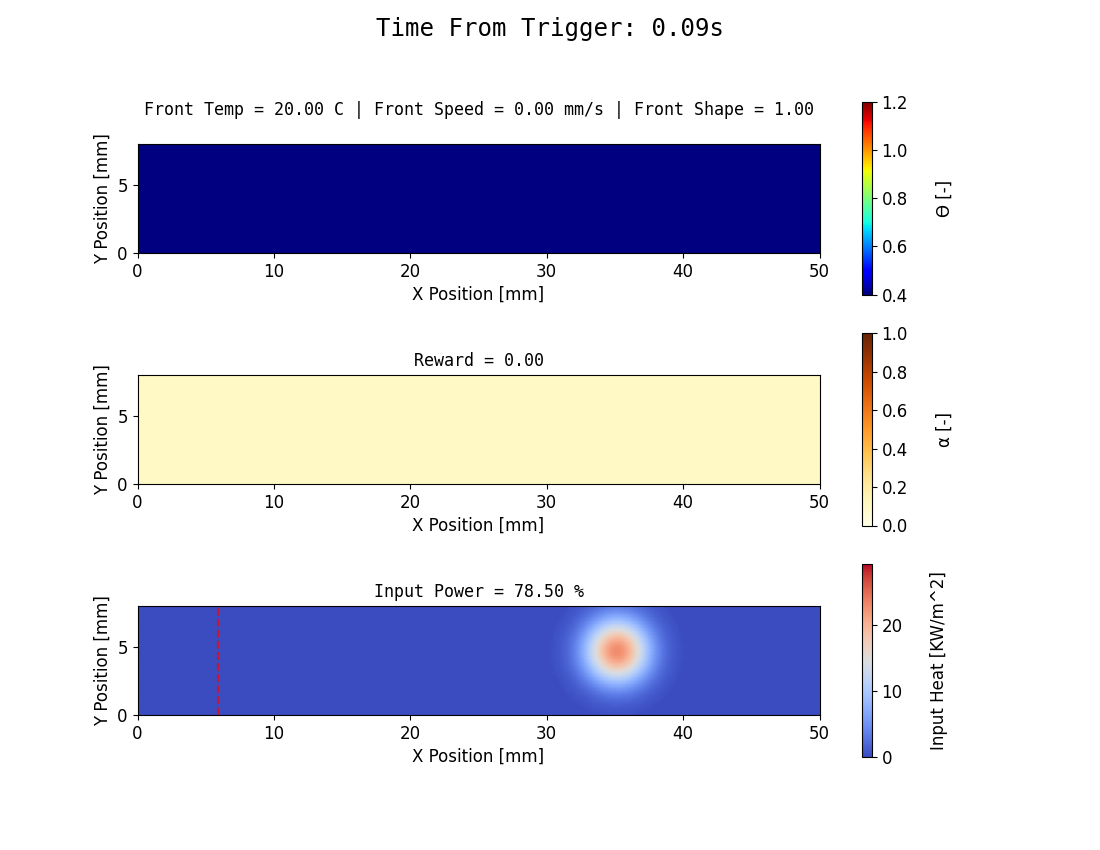 Time From Trigger: 0.09s
Front Temp = 20.00 C | Front Speed = 0.00 mm/s | Front Shape = 1.00
Y Position [mm]
5
0
0 10 20 30 40 50
X Position [mm]
1.2
1.0
0.8
0.6
0.4
Θ [-]
Reward = 0.00
Y Position [mm]
5
0
0 10 20 30 40 50
X Position [mm]
1.0
0.8
0.6
0.4
0.2
0.0
α [-]
Input Power = 78.50 %
Y Position [mm]
5
0
0 10 20 30 40 50
X Position [mm]
20
10
0
Input Heat [KW/m^2]